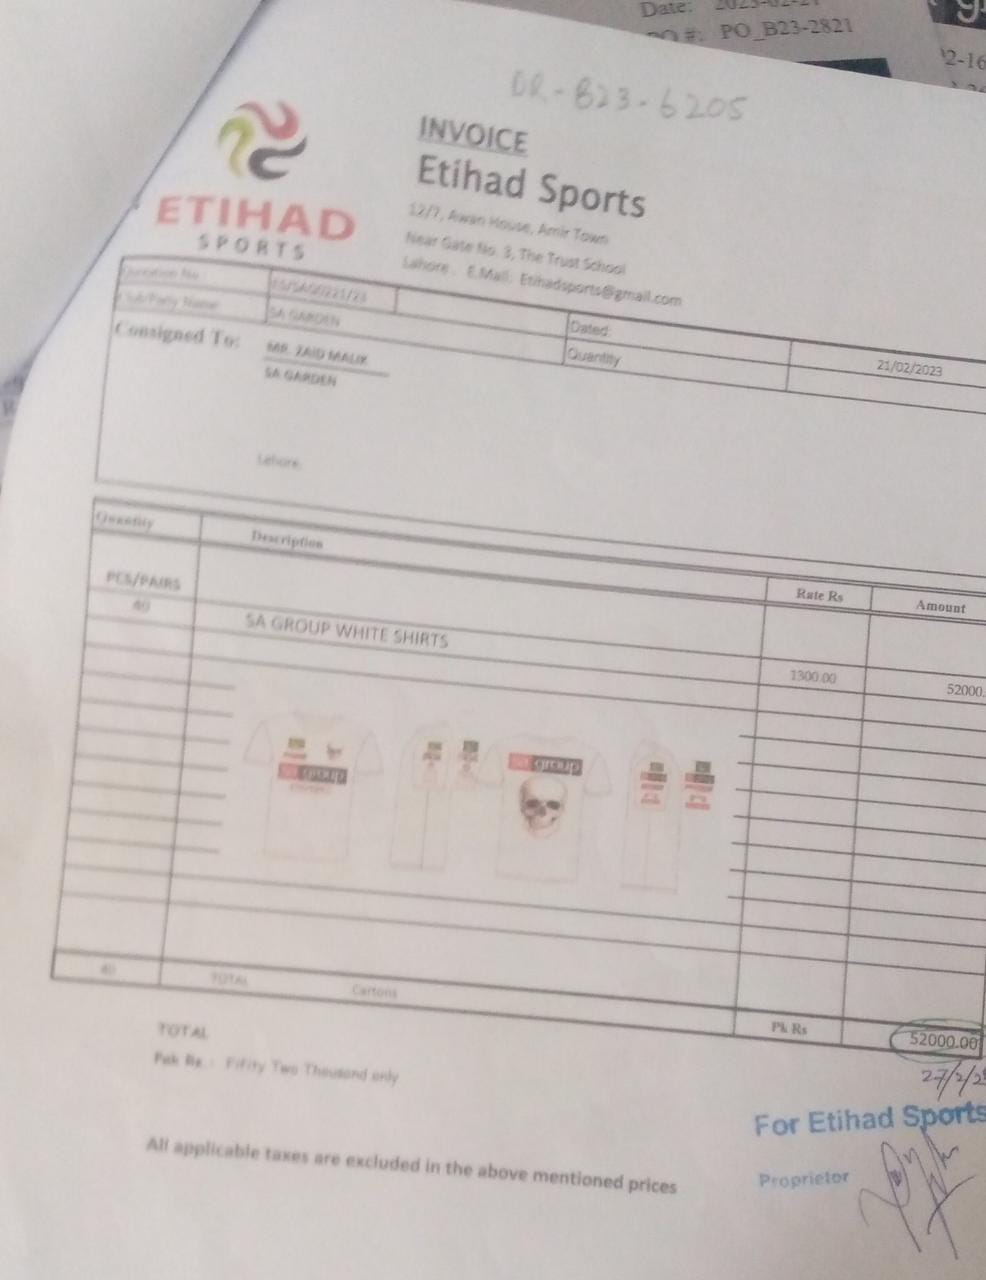 Date: 2023-02-21
PO #: PO_B23-2821
DR-B23-6205
INVOICE
Etihad Sports
12/7, Awan House, Amir Town
Near Gate No. 3, The Trust School
Lahore. E.Mail: Etihadsports@gmail.com
ETIHAD
SPORTS
Quotation No ES/SA00221/23 Dated: 21/02/2023
Club/Party Name SA GARDEN Quantity
Consigned To: MR. ZAID MALIK
SA GARDEN
Lahore
Quantity Description Rate Rs Amount
PCS/PAIRS
40 SA GROUP WHITE SHIRTS 1300.00 52000.
sa group
sa group
40 TOTAL Cartons Pk Rs 52000.00
TOTAL
Pak Rs. : Fifity Two Thousand only
27/2/2
For Etihad Sports
All applicable taxes are excluded in the above mentioned prices
Proprietor